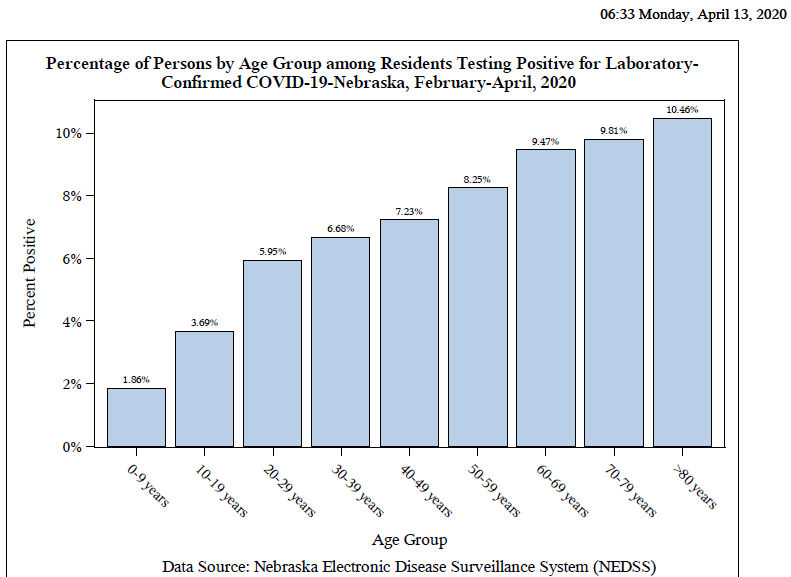 06:33 Monday, April 13, 2020
Percentage of Persons by Age Group among Residents Testing Positive for Laboratory-
Confirmed COVID-19-Nebraska, February-April, 2020
10.46%
9.81%
9.47%
8.25%
7.23%
6.68%
5.95%
3.69%
1.86%
10%
8%
6%
4%
2%
0%
Percent Positive
0-9 years
10-19 years
20-29 years
30-39 years
40-49 years
50-59 years
60-69 years
70-79 years
>80 years
Age Group
Data Source: Nebraska Electronic Disease Surveillance System (NEDSS)